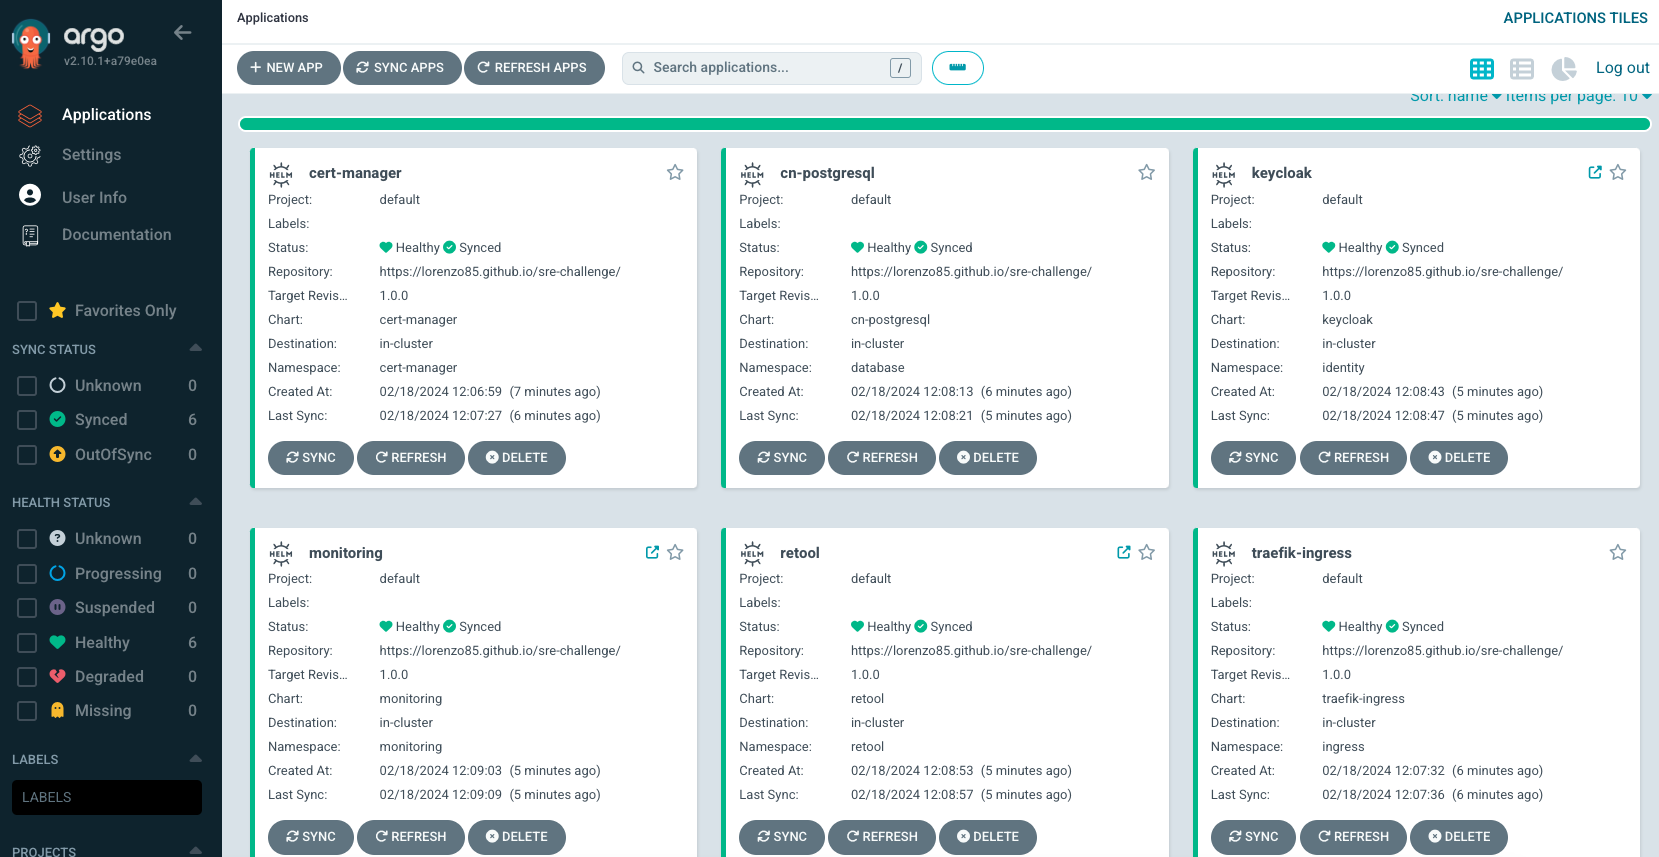 argo
v2.10.1+a79e0ea
Applications
Settings
User Info
Documentation
Favorites Only
SYNC STATUS
Unknown 0
Synced 6
OutOfSync 0
HEALTH STATUS
Unknown 0
Progressing 0
Suspended 0
Healthy 6
Degraded 0
Missing 0
LABELS
LABELS
PROJECTS
Applications
APPLICATIONS TILES
NEW APP
SYNC APPS
REFRESH APPS
Search applications...
/
Log out
Sort: name Items per page: 10
HELM
cert-manager
Project: default
Labels:
Status: Healthy Synced
Repository: https://lorenzo85.github.io/sre-challenge/
Target Revis... 1.0.0
Chart: cert-manager
Destination: in-cluster
Namespace: cert-manager
Created At: 02/18/2024 12:06:59 (7 minutes ago)
Last Sync: 02/18/2024 12:07:27 (6 minutes ago)
SYNC REFRESH DELETE
HELM
cn-postgresql
Project: default
Labels:
Status: Healthy Synced
Repository: https://lorenzo85.github.io/sre-challenge/
Target Revis... 1.0.0
Chart: cn-postgresql
Destination: in-cluster
Namespace: database
Created At: 02/18/2024 12:08:13 (6 minutes ago)
Last Sync: 02/18/2024 12:08:21 (5 minutes ago)
SYNC REFRESH DELETE
HELM
keycloak
Project: default
Labels:
Status: Healthy Synced
Repository: https://lorenzo85.github.io/sre-challenge/
Target Revis... 1.0.0
Chart: keycloak
Destination: in-cluster
Namespace: identity
Created At: 02/18/2024 12:08:43 (5 minutes ago)
Last Sync: 02/18/2024 12:08:47 (5 minutes ago)
SYNC REFRESH DELETE
HELM
monitoring
Project: default
Labels:
Status: Healthy Synced
Repository: https://lorenzo85.github.io/sre-challenge/
Target Revis... 1.0.0
Chart: monitoring
Destination: in-cluster
Namespace: monitoring
Created At: 02/18/2024 12:09:03 (5 minutes ago)
Last Sync: 02/18/2024 12:09:09 (5 minutes ago)
SYNC REFRESH DELETE
HELM
retool
Project: default
Labels:
Status: Healthy Synced
Repository: https://lorenzo85.github.io/sre-challenge/
Target Revis... 1.0.0
Chart: retool
Destination: in-cluster
Namespace: retool
Created At: 02/18/2024 12:08:53 (5 minutes ago)
Last Sync: 02/18/2024 12:08:57 (5 minutes ago)
SYNC REFRESH DELETE
HELM
traefik-ingress
Project: default
Labels:
Status: Healthy Synced
Repository: https://lorenzo85.github.io/sre-challenge/
Target Revis... 1.0.0
Chart: traefik-ingress
Destination: in-cluster
Namespace: ingress
Created At: 02/18/2024 12:07:32 (6 minutes ago)
Last Sync: 02/18/2024 12:07:36 (6 minutes ago)
SYNC REFRESH DELETE